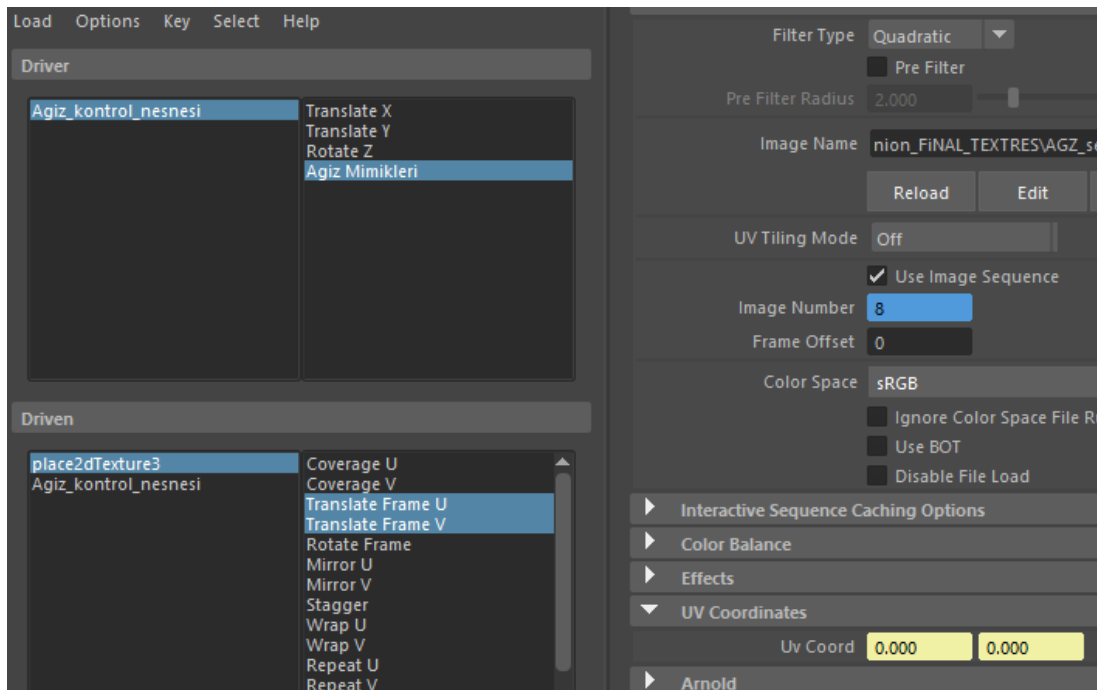 Load Options Key Select Help
Driver
Agiz_kontrol_nesnesi
Translate X
Translate Y
Rotate Z
Agiz Mimikleri
Driven
place2dTexture3
Agiz_kontrol_nesnesi
Coverage U
Coverage V
Translate Frame U
Translate Frame V
Rotate Frame
Mirror U
Mirror V
Stagger
Wrap U
Wrap V
Repeat U
Repeat V
Filter Type Quadratic
Pre Filter
Pre Filter Radius 2.000
Image Name nion_FiNAL_TEXTRES\AGZ_se
Reload Edit
UV Tiling Mode Off
Use Image Sequence
Image Number 8
Frame Offset 0
Color Space sRGB
Ignore Color Space File R
Use BOT
Disable File Load
Interactive Sequence Caching Options
Color Balance
Effects
UV Coordinates
Uv Coord 0.000 0.000
Arnold